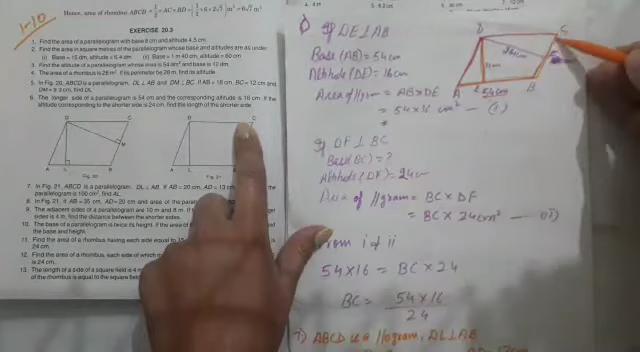 1-10
Hence, area of rhombus ABCD = 1/2 × AC × BD = (1/2 × 6 × 2√7) m² = 6√7 m²
EXERCISE 20.3
1. Find the area of a parallelogram with base 8 cm and altitude 4.5 cm.
2. Find the area in square metres of the parallelogram whose base and altitudes are as under
(i) Base = 15 dm, altitude = 6.4 dm (ii) Base = 1 m 40 cm, altitude = 60 cm
3. Find the altitude of a parallelogram whose area is 54 dm² and base is 12 dm.
4. The area of a rhombus is 28 m². If its perimeter be 28 m, find its altitude.
5. In Fig. 20, ABCD is a parallelogram. DL ⊥ AB and DM ⊥ BC. If AB = 18 cm, BC = 12 cm and
DM = 9.3 cm, find DL.
6. The longer side of a parallelogram is 54 cm and the corresponding altitude is 16 cm. If the
altitude corresponding to the shorter side is 24 cm, find the length of the shorter side.
D C
M
A L B
Fig. 20
D C
A L B
Fig. 21
7. In Fig. 21, ABCD is a parallelogram. DL ⊥ AB. If AB = 20 cm, AD = 13 cm
parallelogram is 100 cm², find AL.
8. In Fig. 21, if AB = 35 cm, AD = 20 cm and area of the
9. The adjacent sides of a parallelogram are 10 m and 8 m. If
sides is 4 m, find the distance between the shorter sides.
10. The base of a parallelogram is twice its height. If the
the base and height.
11. Find the area of a rhombus having each side equal to
24 cm.
12. Find the area of a rhombus, each side of
is 24 cm.
13. The length of a side of a square field is 4 m
of the rhombus is equal to the square field
If DE ⊥ AB
Base (AB) = 54 cm
Altitude (DE) = 16 cm
Area of ||gram = AB × DE
= 54 × 16 cm² — (i)
D C
A B
54cm
If DF ⊥ BC
Base (BC) = ?
Altitude (DF) = 24 cm
Area of ||gram = BC × DF
= BC × 24 cm² — (ii)
From i of ii
54 × 16 = BC × 24
BC = 54 × 16
24
7) ABCD is a ||gram, DL ⊥ AB